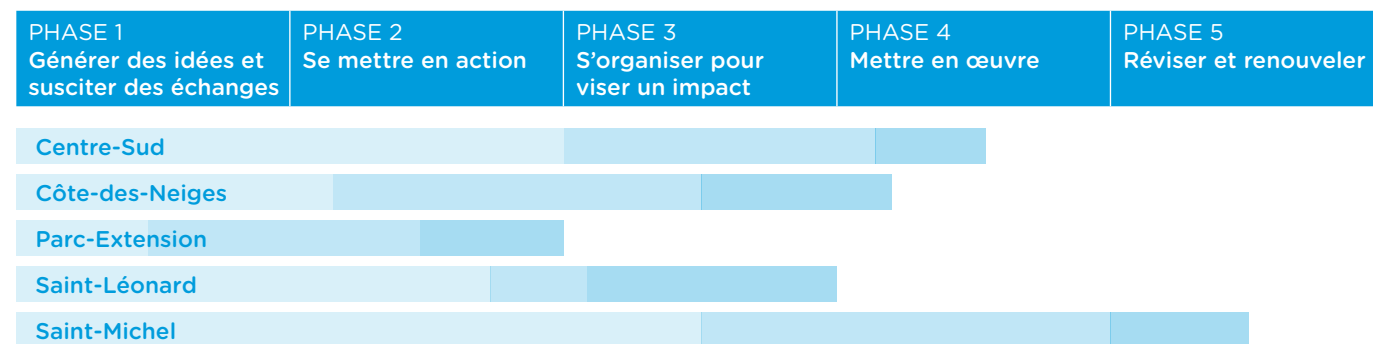 PHASE 1
Générer des idées et
susciter des échanges
PHASE 2
Se mettre en action
PHASE 3
S’organiser pour
viser un impact
PHASE 4
Mettre en œuvre
PHASE 5
Réviser et renouveler
Centre-Sud
Côte-des-Neiges
Parc-Extension
Saint-Léonard
Saint-Michel